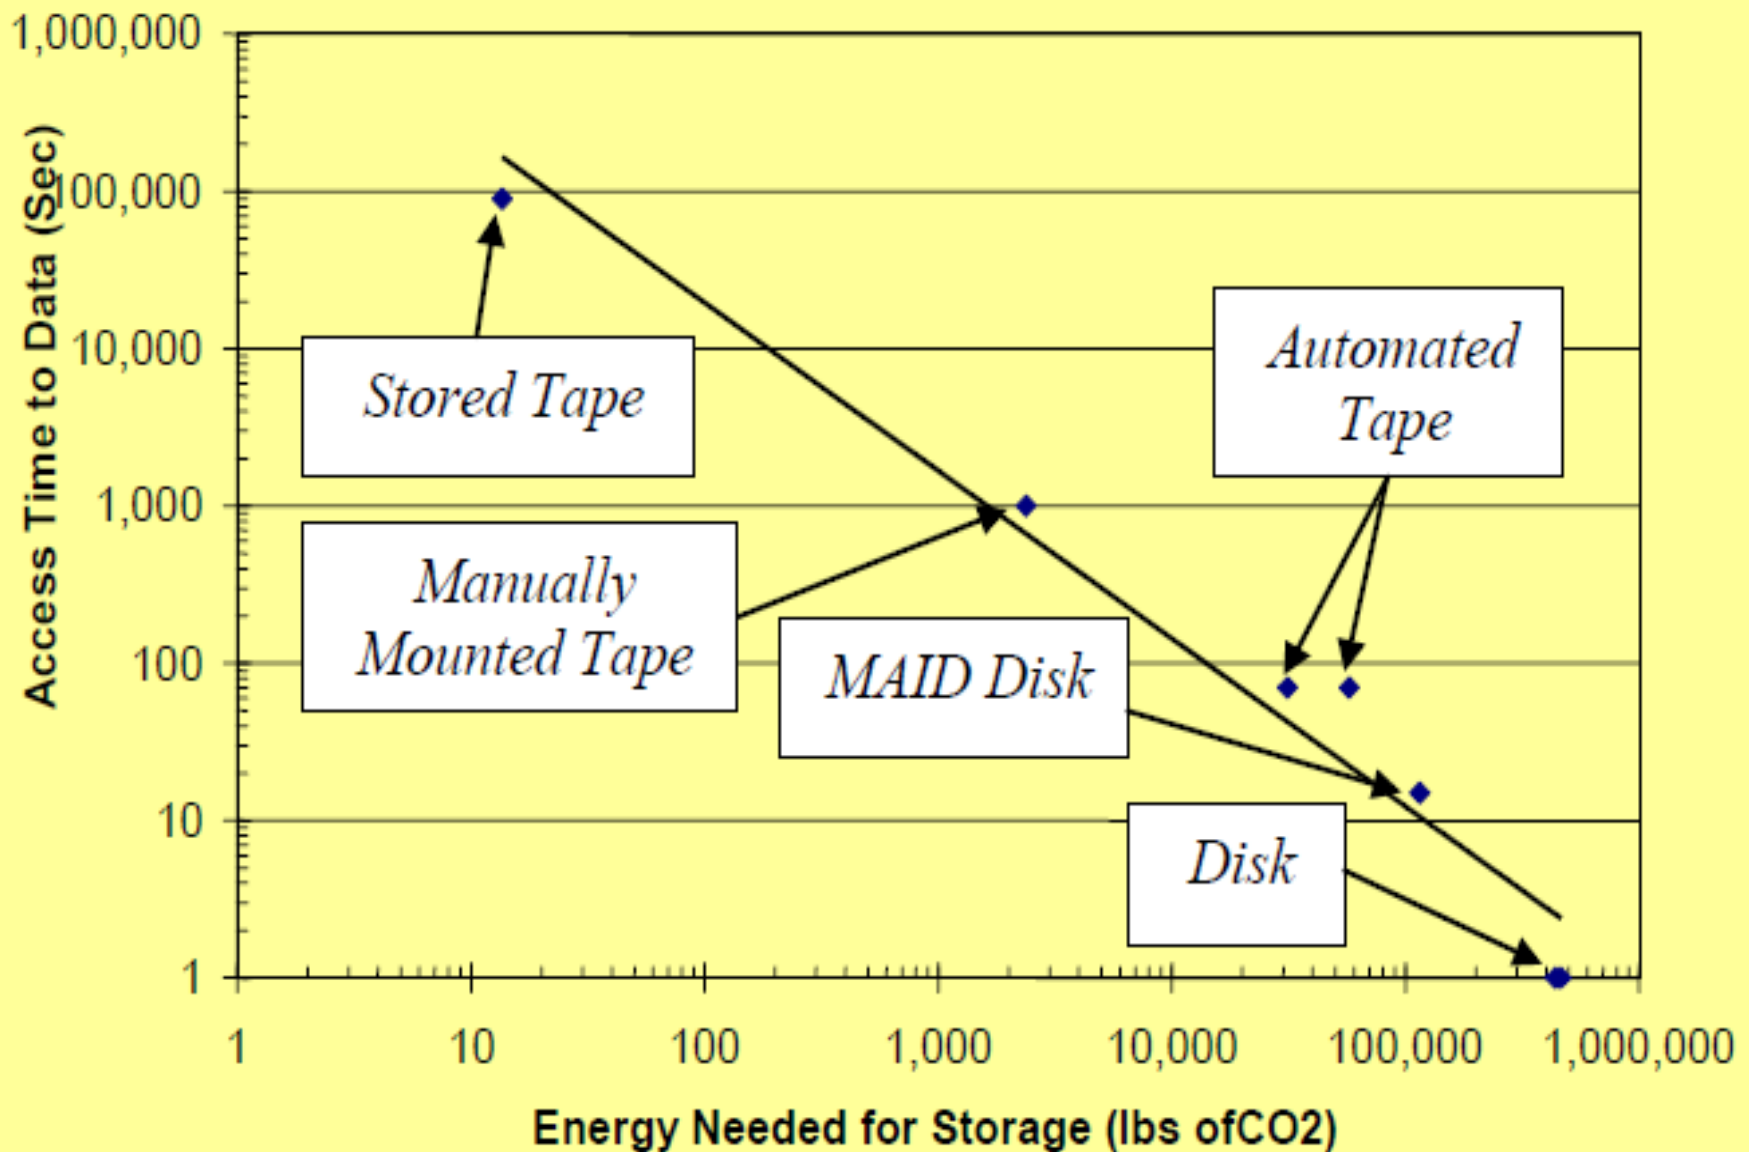 1,000,000
100,000
10,000
1,000
100
10
1
Access Time to Data (Sec)
Stored Tape
Automated
Tape
Manually
Mounted Tape
MAID Disk
Disk
1
10
100
1,000
10,000
100,000
1,000,000
Energy Needed for Storage (lbs ofCO2)